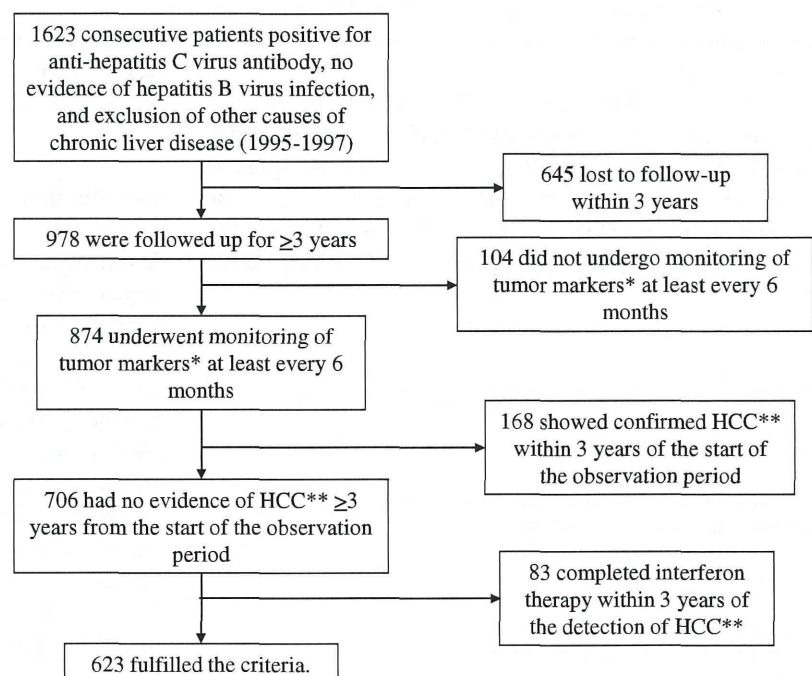 1623 consecutive patients positive for
anti-hepatitis C virus antibody, no
evidence of hepatitis B virus infection,
and exclusion of other causes of
chronic liver disease (1995-1997)
645 lost to follow-up
within 3 years
978 were followed up for ≥3 years
104 did not undergo monitoring of
tumor markers* at least every 6
months
874 underwent monitoring of
tumor markers* at least every 6
months
168 showed confirmed HCC**
within 3 years of the start of
the observation period
706 had no evidence of HCC** ≥3
years from the start of the observation
period
83 completed interferon
therapy within 3 years of
the detection of HCC**
623 fulfilled the criteria.